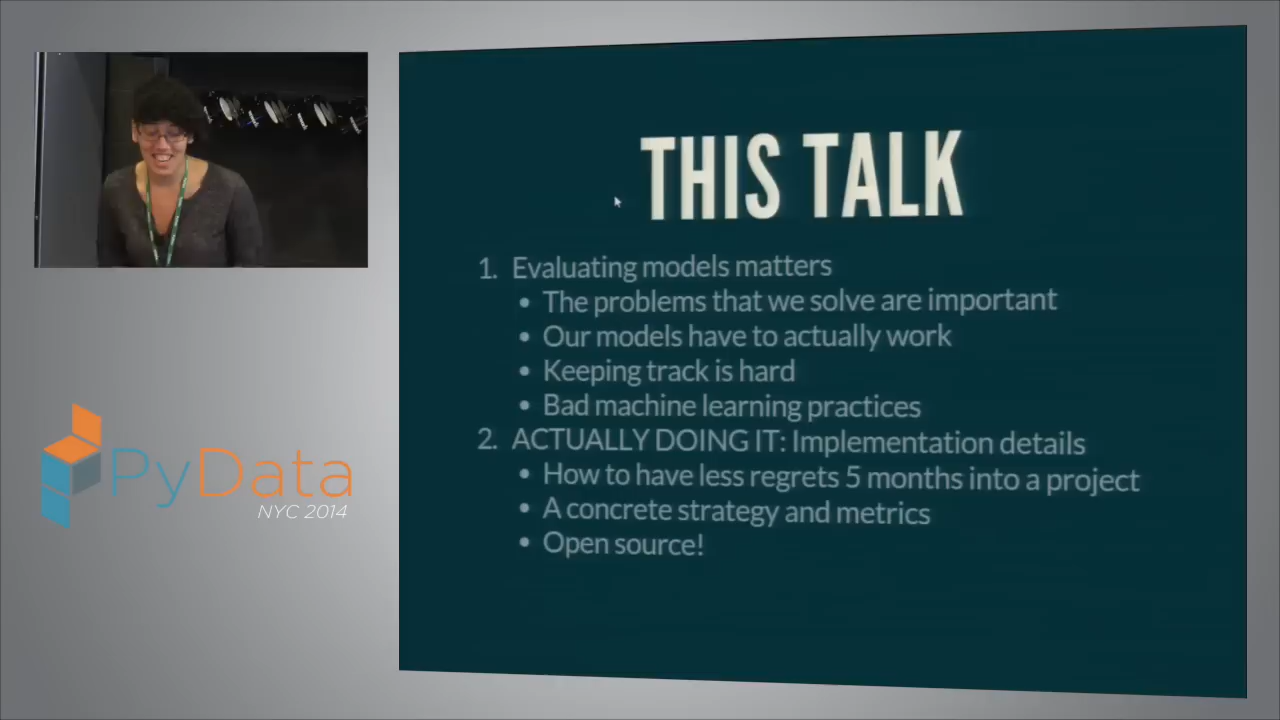 THIS TALK
1. Evaluating models matters
• The problems that we solve are important
• Our models have to actually work
• Keeping track is hard
• Bad machine learning practices
2. ACTUALLY DOING IT: Implementation details
• How to have less regrets 5 months into a project
• A concrete strategy and metrics
• Open source!
PyData
NYC 2014